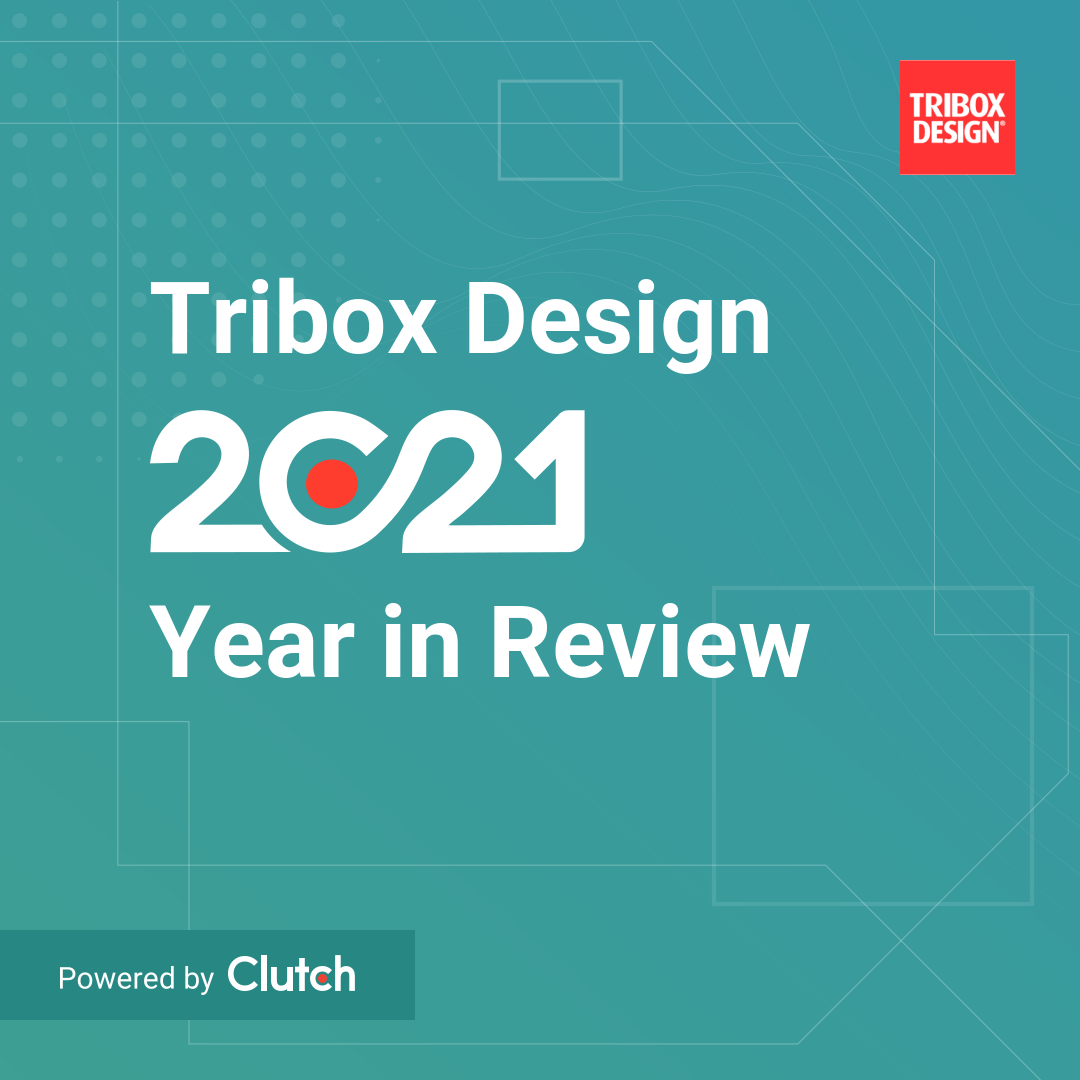 TRIBOX
DESIGN®
Tribox Design
2021
Year in Review
Powered by Clutch